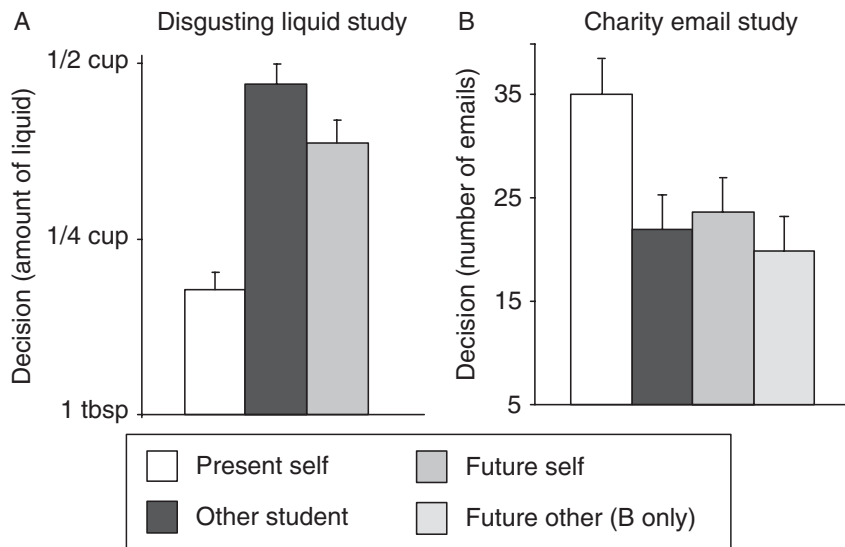 A
Disgusting liquid study
Decision (amount of liquid)
1/2 cup
1/4 cup
1 tbsp
B
Charity email study
Decision (number of emails)
35
25
15
5
Present self
Other student
Future self
Future other (B only)